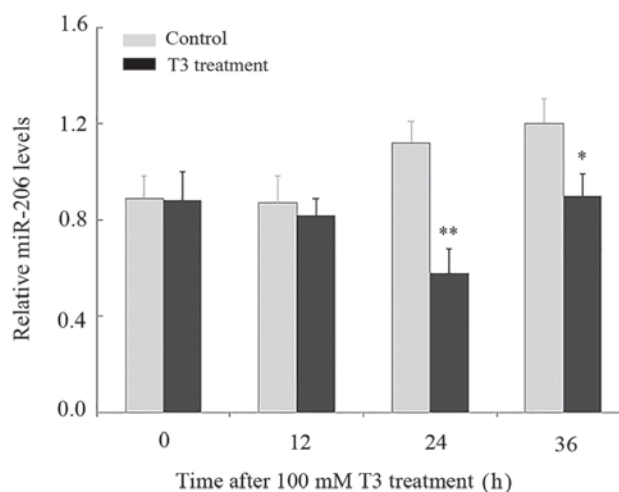 1.6
Control
T3 treatment
1.2
*
0.8
**
0.4
0.0
0 12 24 36
Relative miR-206 levels
Time after 100 mM T3 treatment (h)